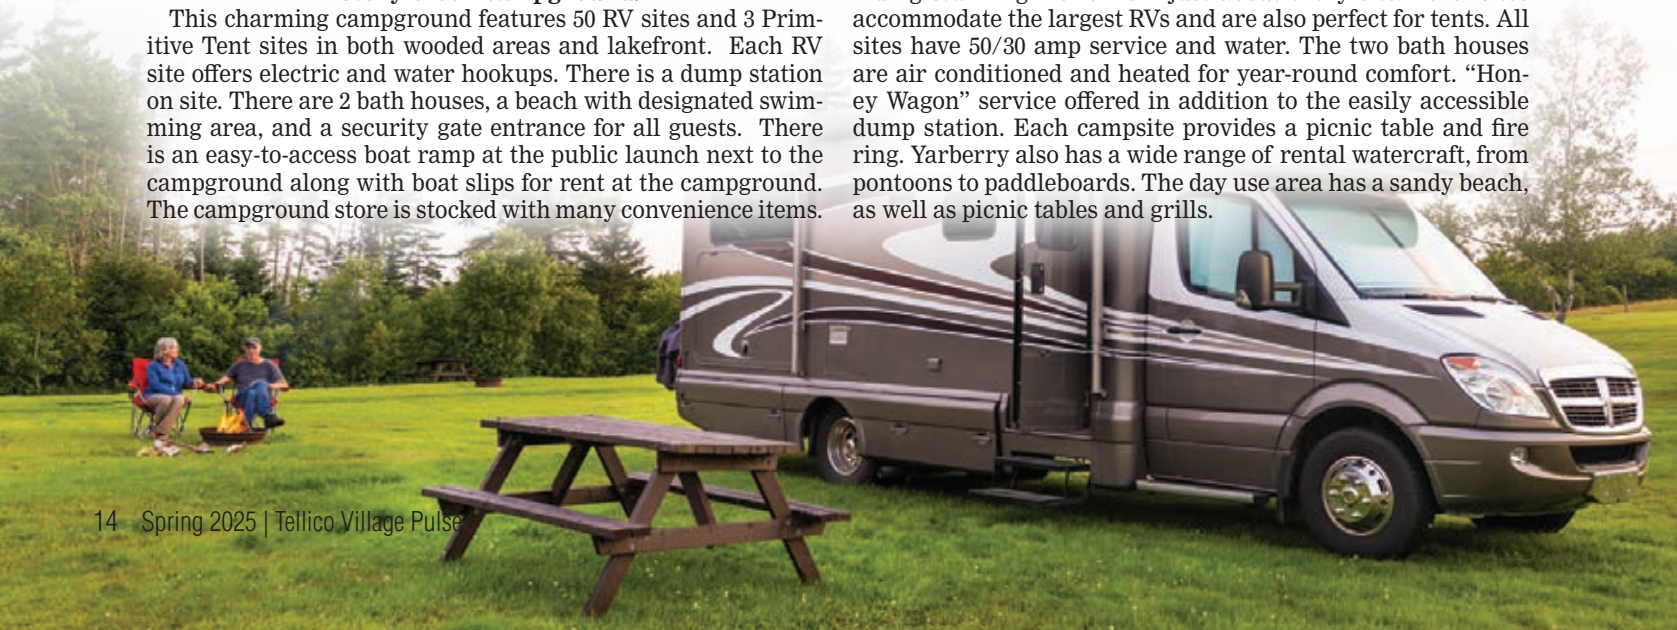 This charming campground features 50 RV sites and 3 Prim-
itive Tent sites in both wooded areas and lakefront.  Each RV
site offers electric and water hookups. There is a dump station
on site. There are 2 bath houses, a beach with designated swim-
ming area, and a security gate entrance for all guests.  There
is an easy-to-access boat ramp at the public launch next to the
campground along with boat slips for rent at the campground.
The campground store is stocked with many convenience items.
accommodate the largest RVs and are also perfect for tents. All
sites have 50/30 amp service and water. The two bath houses
are air conditioned and heated for year-round comfort. “Hon-
ey Wagon” service offered in addition to the easily accessible
dump station. Each campsite provides a picnic table and fire
ring. Yarberry also has a wide range of rental watercraft, from
pontoons to paddleboards. The day use area has a sandy beach,
as well as picnic tables and grills.
14 Spring 2025 | Tellico Village Pulse